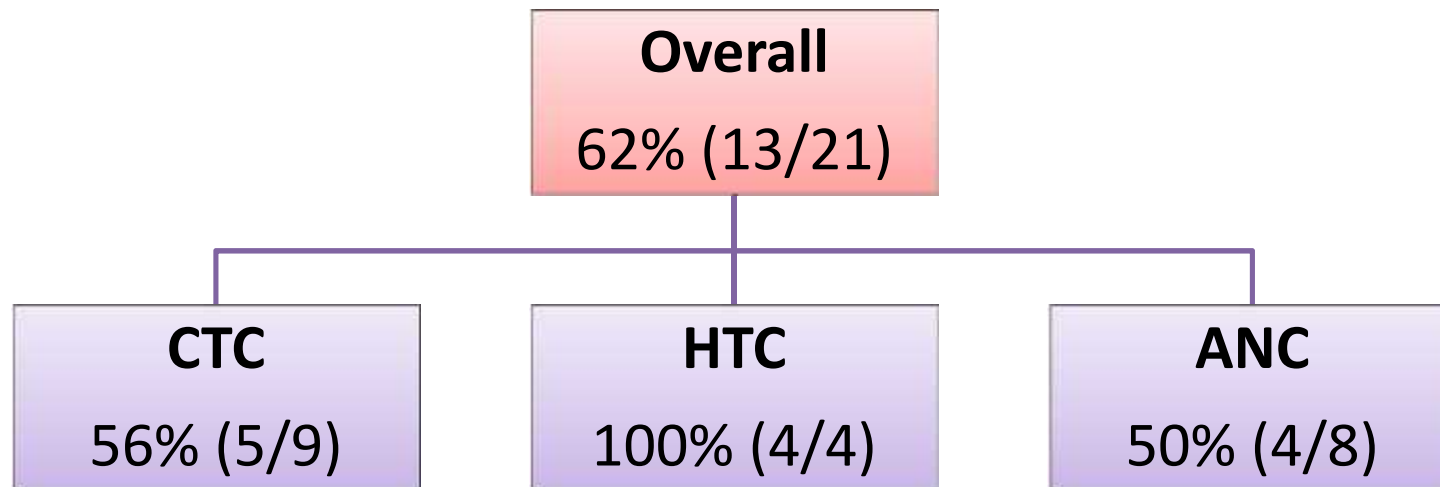 Overall
62% (13/21)
CTC
56% (5/9)
HTC
100% (4/4)
ANC
50% (4/8)